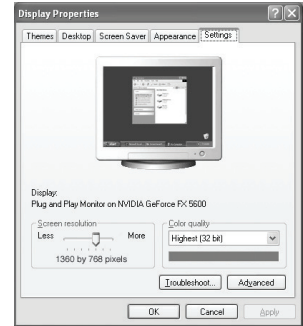 Display Properties
Themes Desktop Screen Saver Appearance Settings
Display:
Plug and Play Monitor on NVIDIA GeForce FX 5600
Screen resolution
Less More
1360 by 768 pixels
Color quality
Highest (32 bit)
Troubleshoot... Advanced
OK Cancel Apply